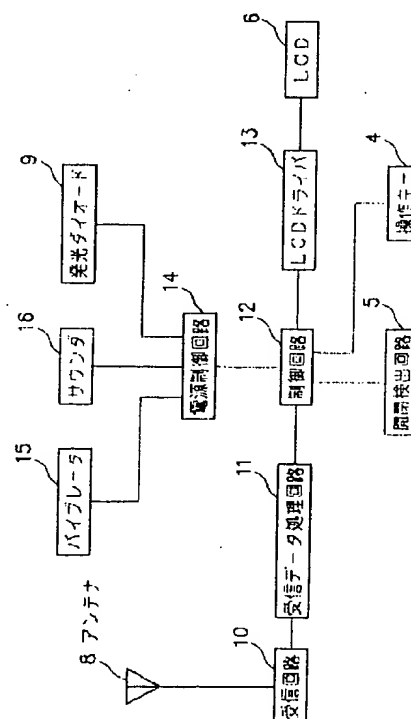 8 アンテナ
10
受信回路
11
受信データ処理回路
12
制御回路
13
LCDドライバ
6
LCD
14
電源制御回路
15
バイブレータ
16
サウンダ
9
発光ダイオード
5
開閉検出回路
4
操作キー